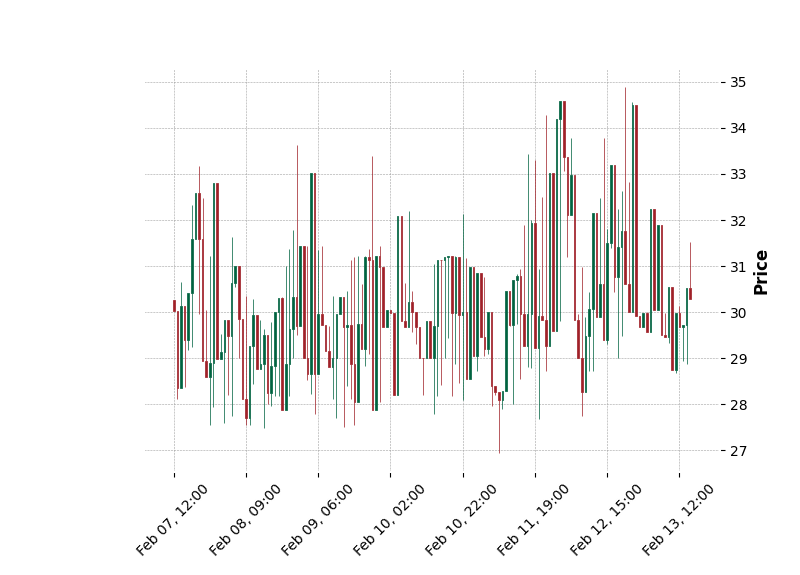 35
34
33
32
31
30
29
28
27
Price
Feb 07, 12:00
Feb 08, 09:00
Feb 09, 06:00
Feb 10, 02:00
Feb 10, 22:00
Feb 11, 19:00
Feb 12, 15:00
Feb 13, 12:00